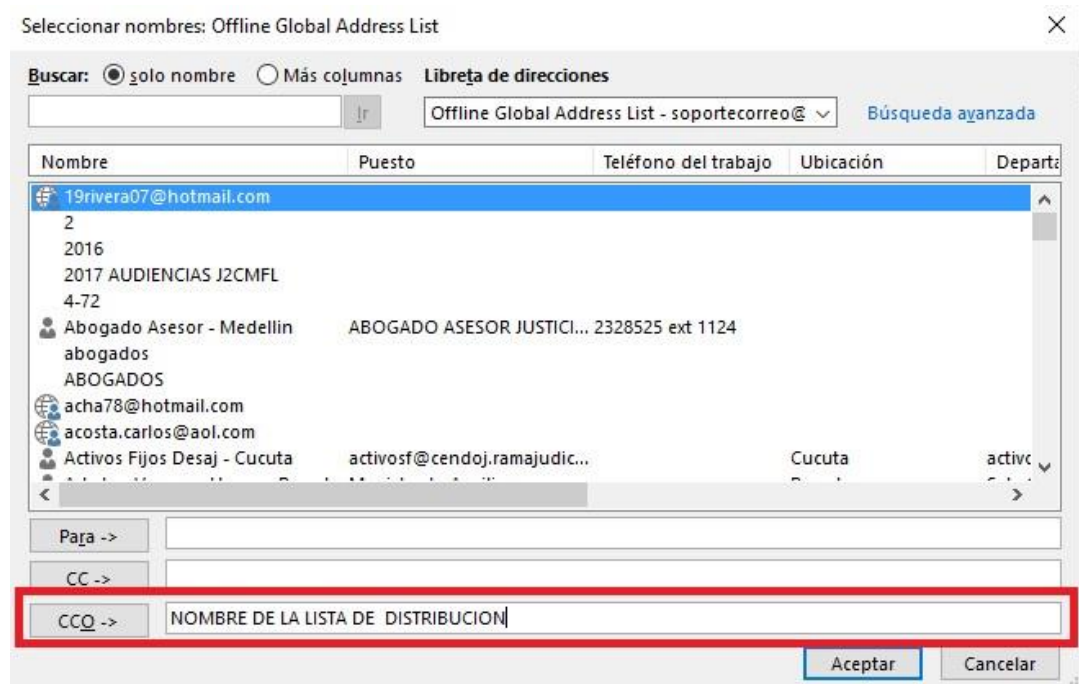 Seleccionar nombres: Offline Global Address List
Buscar: solo nombre Más columnas Libreta de direcciones
Ir Offline Global Address List - soportecorreo@ Búsqueda avanzada
Nombre Puesto Teléfono del trabajo Ubicación Departa
19rivera07@hotmail.com
2
2016
2017 AUDIENCIAS J2CMFL
4-72
Abogado Asesor - Medellin ABOGADO ASESOR JUSTICI... 2328525 ext 1124
abogados
ABOGADOS
acha78@hotmail.com
acosta.carlos@aol.com
Activos Fijos Desaj - Cucuta activosf@cendoj.ramajudic... Cucuta activc
Para ->
CC ->
CCO -> NOMBRE DE LA LISTA DE DISTRIBUCION
Aceptar Cancelar